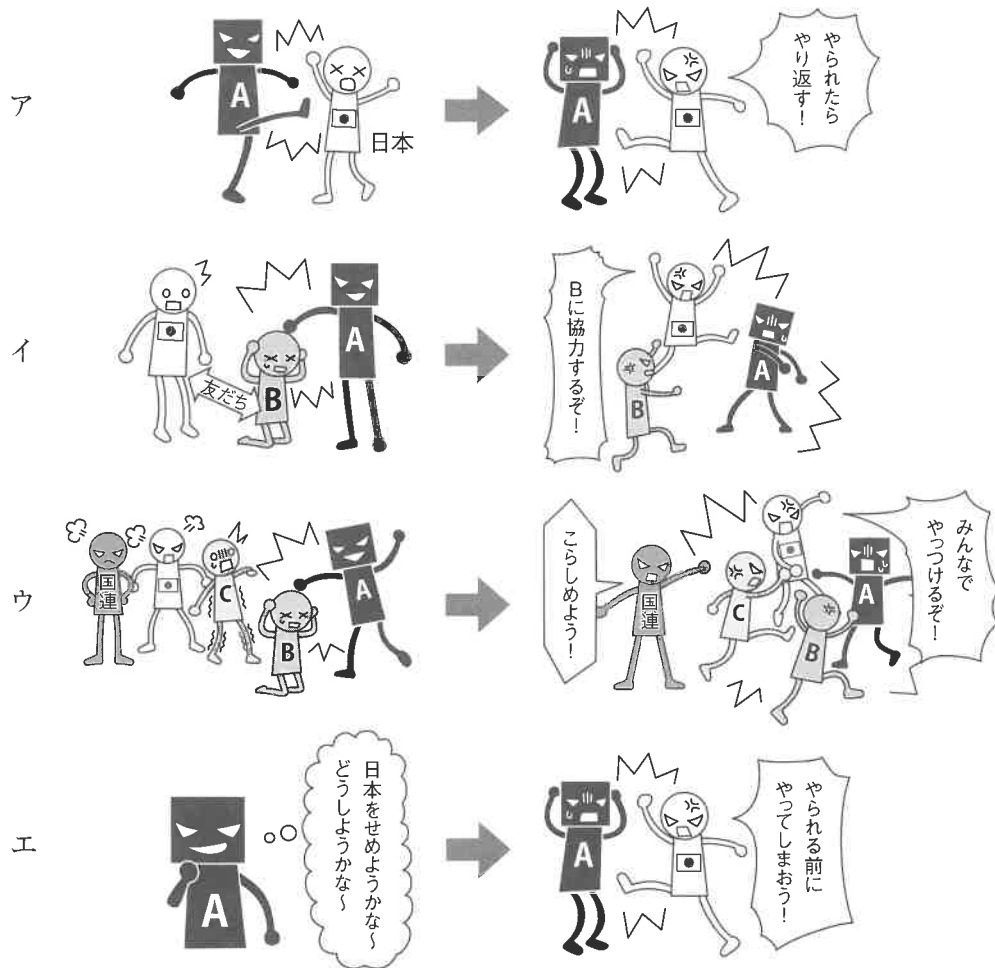 ア
A
日本
A
やられたら
やり返す！
イ
友だち
B
A
Bに協力するぞ！
B
A
ウ
国連
C
B
A
こらしめよう！
国連
C
B
A
みんなで
やっつけるぞ！
エ
A
日本をせめようかな～
どうしようかな～
A
やられる前に
やってしまおう！